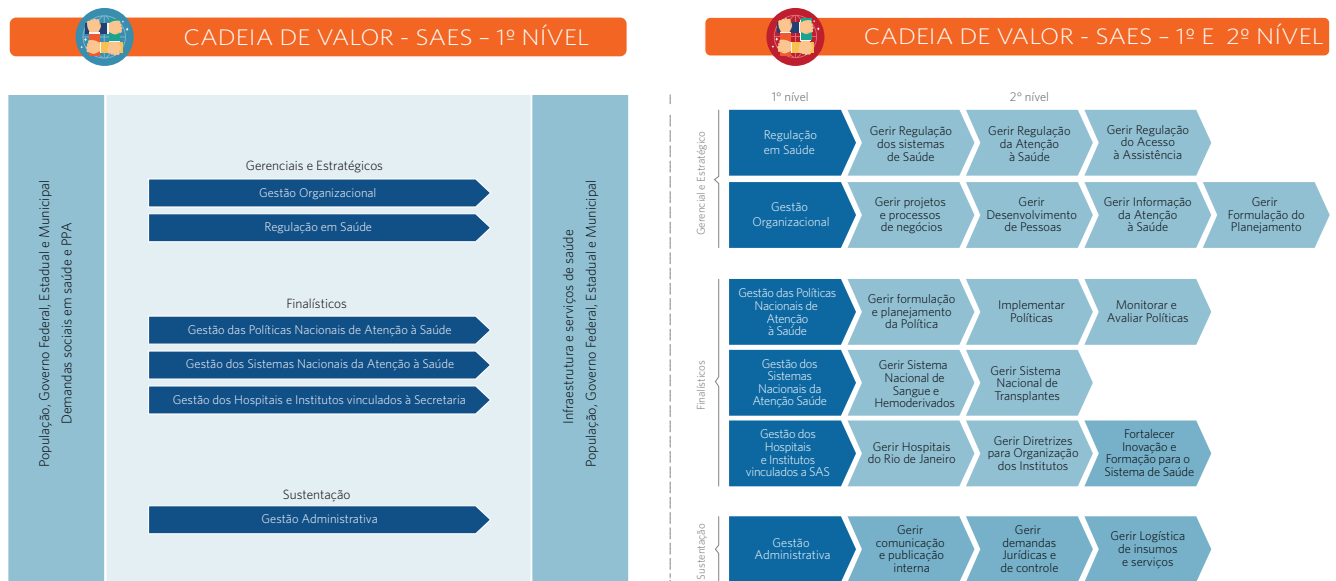 CADEIA DE VALOR - SAES – 1º NÍVEL
População, Governo Federal, Estadual e Municipal
Demandas sociais em saúde e PPA
Gerenciais e Estratégicos
Gestão Organizacional
Regulação em Saúde
Finalísticos
Gestão das Políticas Nacionais de Atenção à Saúde
Gestão dos Sistemas Nacionais da Atenção à Saúde
Gestão dos Hospitais e Institutos vinculados à Secretaria
Sustentação
Gestão Administrativa
Infraestrutura e serviços de saúde
População, Governo Federal, Estadual e Municipal
CADEIA DE VALOR - SAES – 1º E 2º NÍVEL
1º nível
2º nível
Gerencial e Estratégico
Regulação
em Saúde
Gerir Regulação
dos sistemas
de Saúde
Gerir Regulação
da Atenção
à Saúde
Gerir Regulação
do Acesso
à Assistência
Gestão
Organizacional
Gerir projetos
e processos
de negócios
Gerir
Desenvolvimento
de Pessoas
Gerir Informação
da Atenção
à Saúde
Gerir
Formulação do
Planejamento
Finalísticos
Gestão das Políticas
Nacionais de
Atenção
à Saúde
Gerir formulação
e planejamento
da Política
Implementar
Políticas
Monitorar e
Avaliar Políticas
Gestão dos
Sistemas
Nacionais da
Atenção Saúde
Gerir Sistema
Nacional de
Sangue e
Hemoderivados
Gerir Sistema
Nacional de
Transplantes
Gestão dos
Hospitais
e Institutos
vinculados a SAS
Gerir Hospitais
do Rio de Janeiro
Gerir Diretrizes
para Organização
dos Institutos
Fortalecer
Inovação e
Formação para o
Sistema de Saúde
Sustentação
Gestão
Administrativa
Gerir
comunicação
e publicação
interna
Gerir
demandas
Jurídicas e
de controle
Gerir Logística
de insumos
e serviços